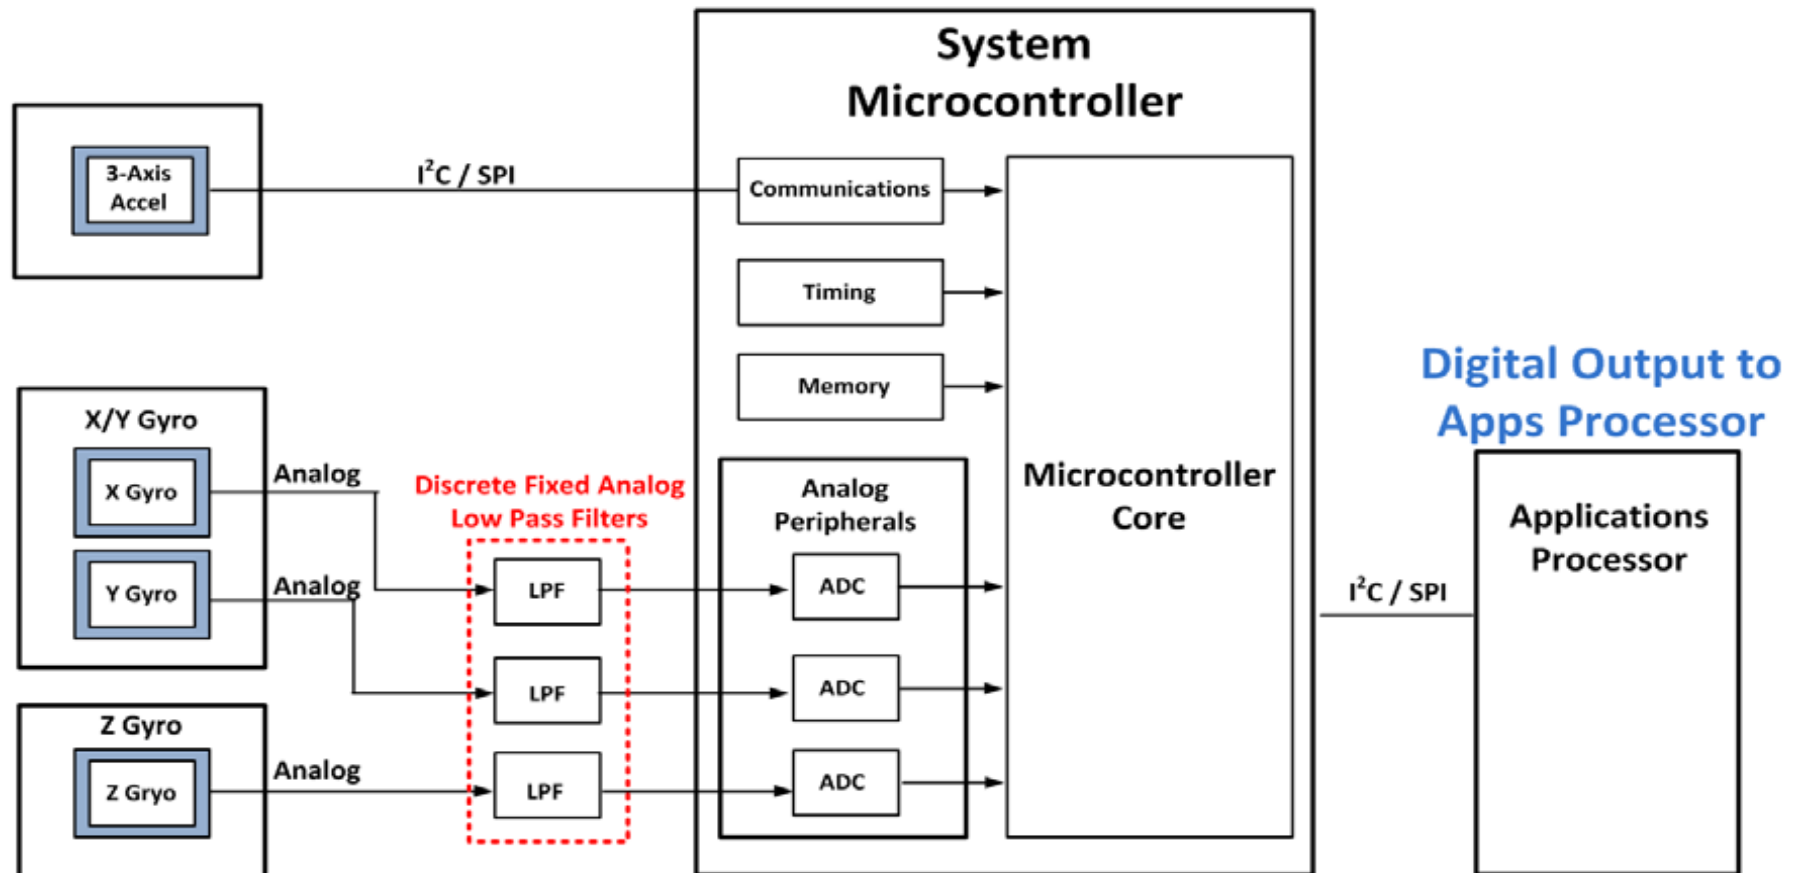 System
Microcontroller
3-Axis
Accel
I²C / SPI
Communications
Timing
Memory
Digital Output to
Apps Processor
X/Y Gyro
X Gyro
Analog
Y Gyro
Analog
Discrete Fixed Analog
Low Pass Filters
LPF
LPF
LPF
Analog
Peripherals
ADC
ADC
ADC
Microcontroller
Core
I²C / SPI
Applications
Processor
Z Gyro
Z Gryo
Analog